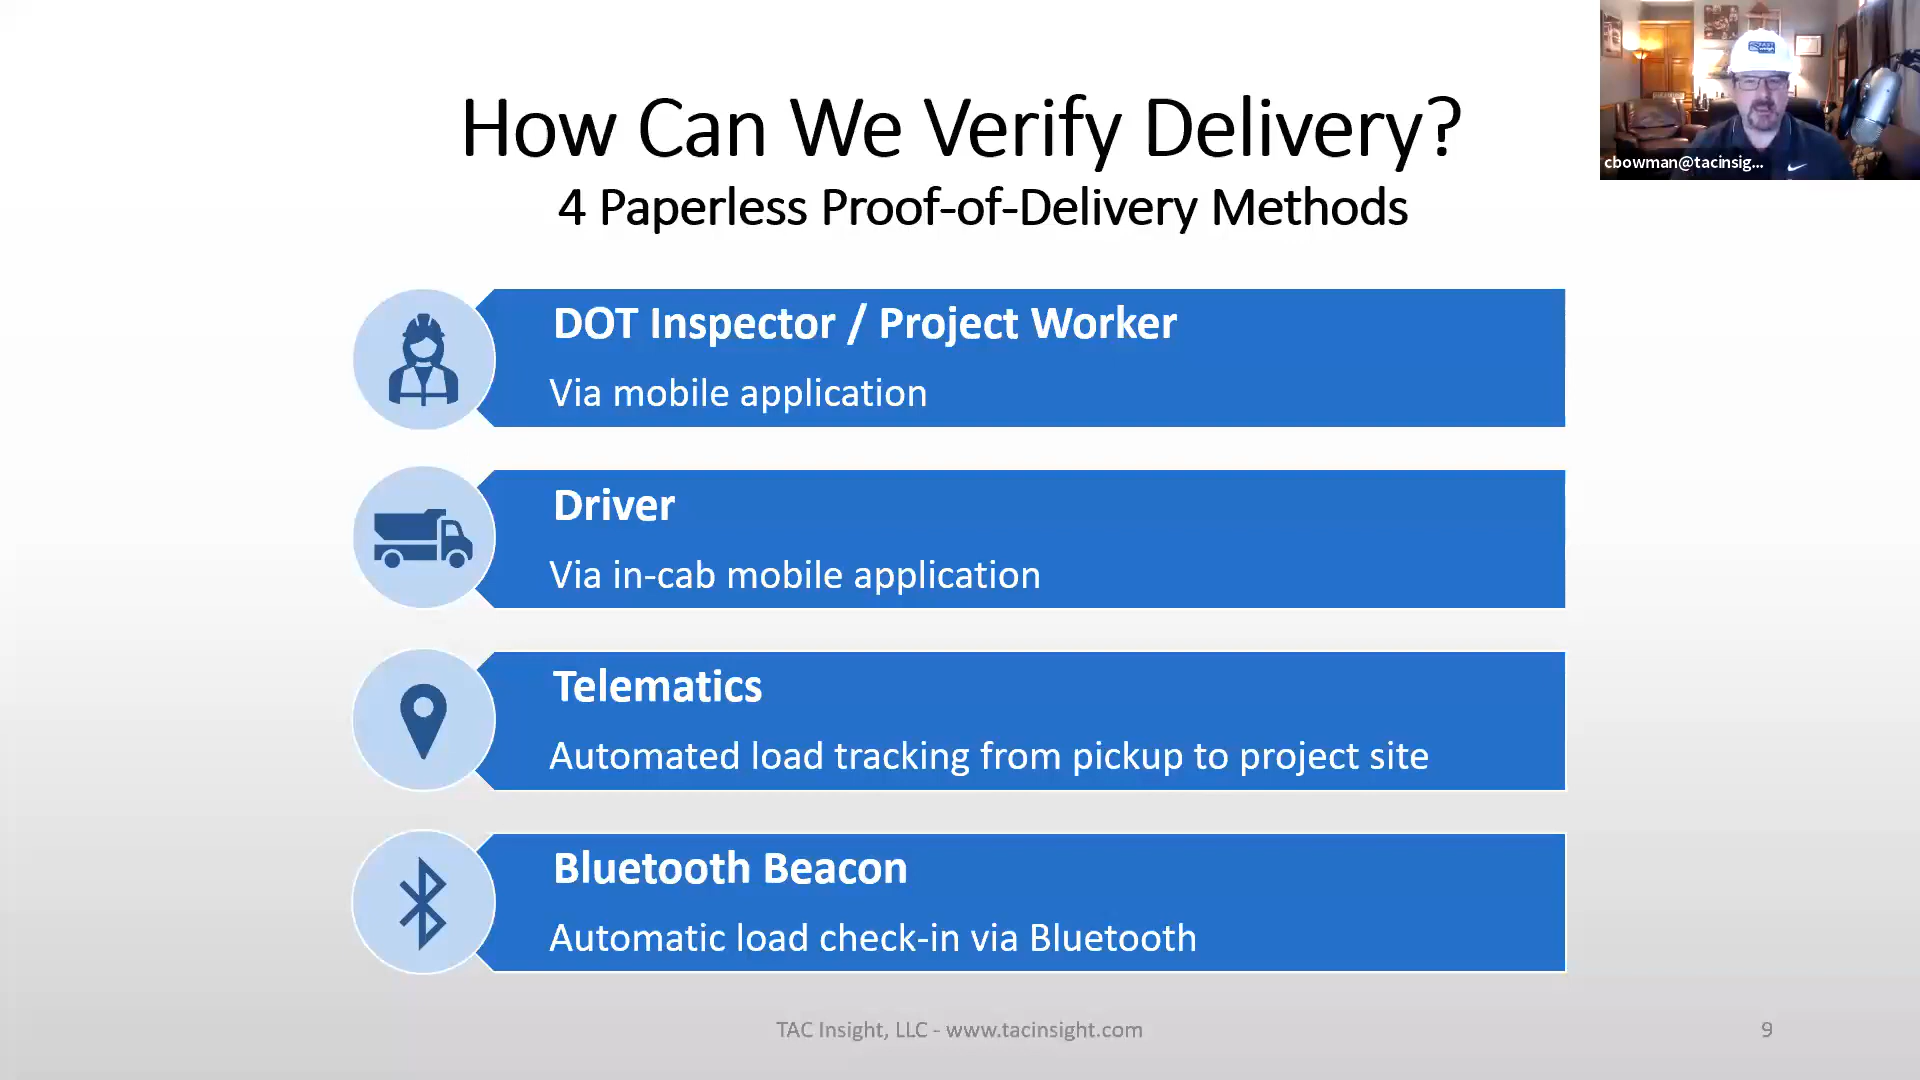 How Can We Verify Delivery?
4 Paperless Proof-of-Delivery Methods
cbowman@tacinsig...
DOT Inspector / Project Worker
Via mobile application
Driver
Via in-cab mobile application
Telematics
Automated load tracking from pickup to project site
Bluetooth Beacon
Automatic load check-in via Bluetooth
TAC Insight, LLC - www.tacinsight.com
9